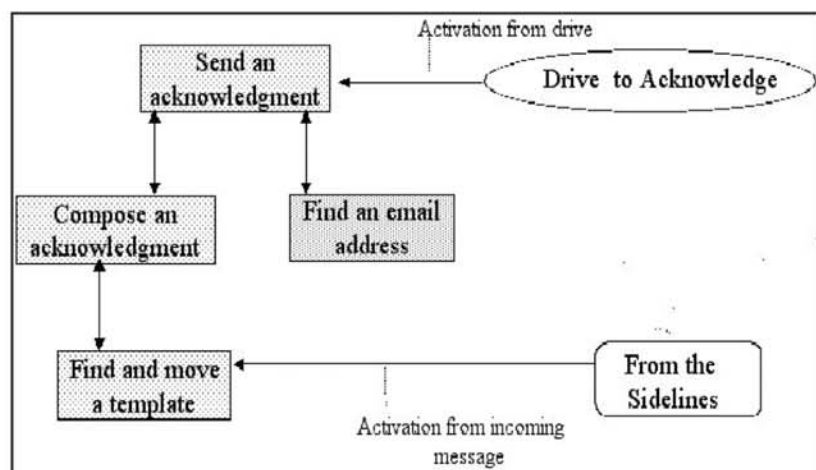 Activation from drive
Send an
acknowledgment
Drive to Acknowledge
Compose an
acknowledgment
Find an email
address
Find and move
a template
From the
Sidelines
Activation from incoming
message